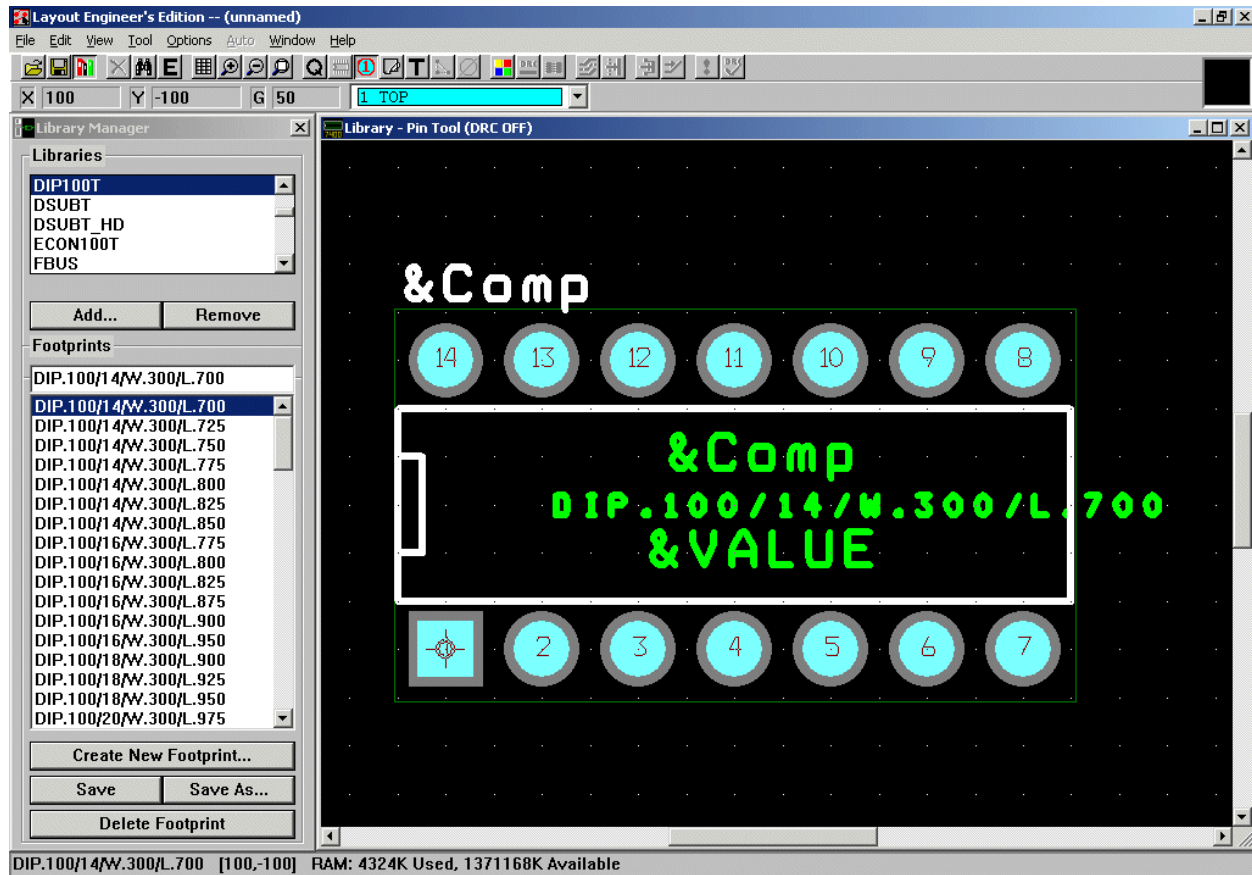 Layout Engineer's Edition -- (unnamed)
File Edit View Tool Options Auto Window Help
E Q 1 T DRC DRC
X 100 Y -100 G 50 1 TOP
Library Manager
Libraries
DIP100T
DSUBT
DSUBT_HD
ECON100T
FBUS
Add... Remove
Footprints
DIP.100/14/W.300/L.700
DIP.100/14/W.300/L.700
DIP.100/14/W.300/L.725
DIP.100/14/W.300/L.750
DIP.100/14/W.300/L.775
DIP.100/14/W.300/L.800
DIP.100/14/W.300/L.825
DIP.100/14/W.300/L.850
DIP.100/16/W.300/L.775
DIP.100/16/W.300/L.800
DIP.100/16/W.300/L.825
DIP.100/16/W.300/L.875
DIP.100/16/W.300/L.900
DIP.100/16/W.300/L.950
DIP.100/18/W.300/L.900
DIP.100/18/W.300/L.925
DIP.100/18/W.300/L.950
DIP.100/20/W.300/L.975
Create New Footprint...
Save Save As...
Delete Footprint
Library - Pin Tool (DRC OFF)
&Comp
14 13 12 11 10 9 8
&Comp
DIP.100/14/W.300/L.700
&VALUE
2 3 4 5 6 7
DIP.100/14/W.300/L.700 [100,-100] RAM: 4324K Used, 1371168K Available